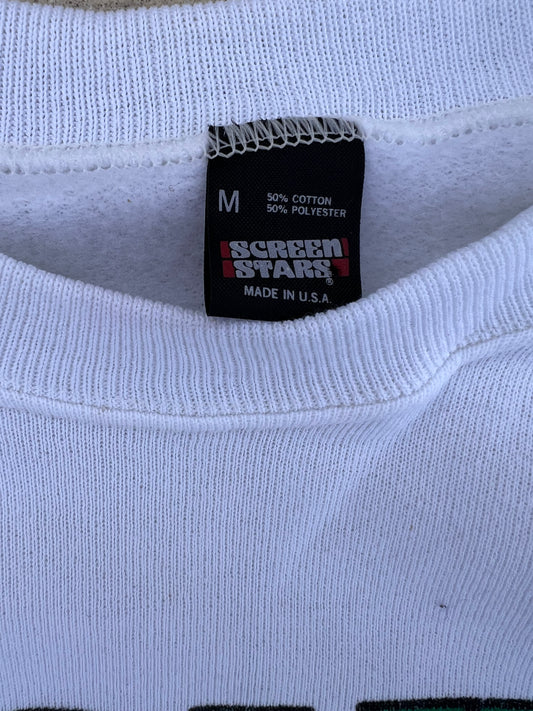 M
50% COTTON
50% POLYESTER
SCREEN
STARS®
MADE IN U.S.A.